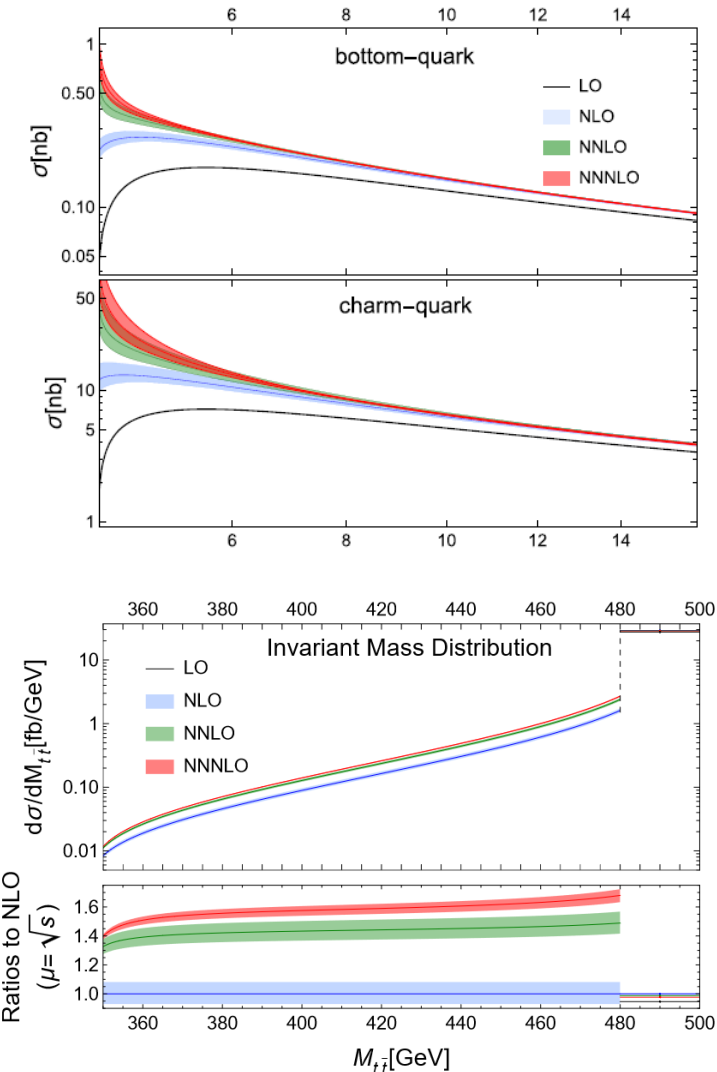 6 8 10 12 14
bottom-quark
1
0.50
0.10
0.05
σ[nb]
LO
NLO
NNLO
NNNLO
charm-quark
50
10
5
1
σ[nb]
6 8 10 12 14
360 380 400 420 440 460 480 500
Invariant Mass Distribution
LO
NLO
NNLO
NNNLO
10
1
0.10
0.01
dσ/dM_{tt̄}[fb/GeV]
1.6
1.4
1.2
1.0
Ratios to NLO
(μ=√s)
360 380 400 420 440 460 480 500
M_{tt̄}[GeV]